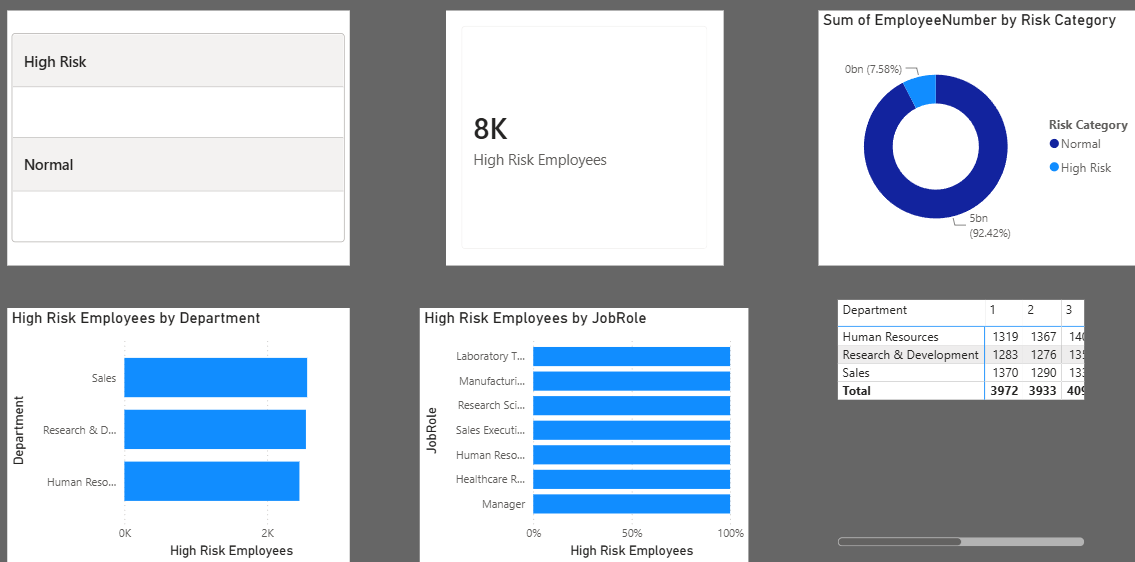 High Risk
Normal
8K
High Risk Employees
Sum of EmployeeNumber by Risk Category
0bn (7.58%)
5bn
(92.42%)
Risk Category
Normal
High Risk
High Risk Employees by Department
Department
Sales
Research & D...
Human Reso...
0K 2K
High Risk Employees
High Risk Employees by JobRole
JobRole
Laboratory T...
Manufacturi...
Research Sci...
Sales Executi...
Human Reso...
Healthcare R...
Manager
0% 50% 100%
High Risk Employees
Department 1 2 3
Human Resources 1319 1367
Research & Development 1283 1276
Sales 1370 1290
Total 3972 3933